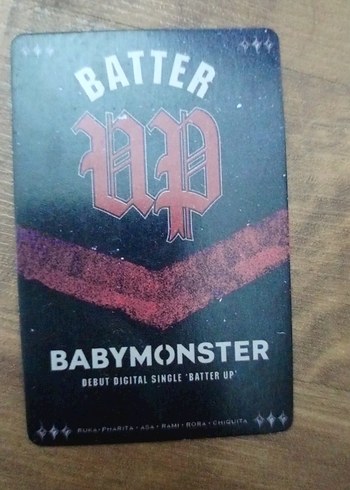 BATTER
UP
BABYMONSTER
DEBUT DIGITAL SINGLE 'BATTER UP'
RUKA · PHARITA · ASA · RAMI · RORA · CHIQUITA